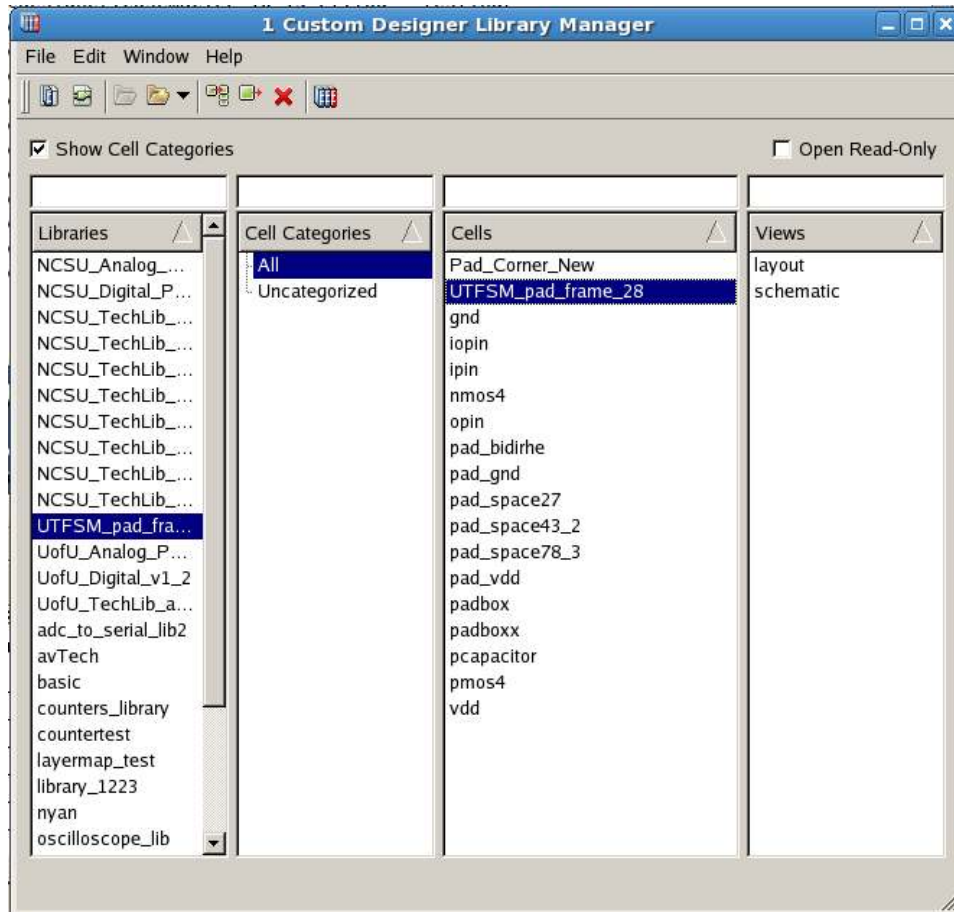 1 Custom Designer Library Manager
File Edit Window Help
Show Cell Categories
Open Read-Only
Libraries
NCSU_Analog_...
NCSU_Digital_P...
NCSU_TechLib_...
NCSU_TechLib_...
NCSU_TechLib_...
NCSU_TechLib_...
NCSU_TechLib_...
NCSU_TechLib_...
NCSU_TechLib_...
NCSU_TechLib_...
UTFSM_pad_fra...
UofU_Analog_P...
UofU_Digital_v1_2
UofU_TechLib_a...
adc_to_serial_lib2
avTech
basic
counters_library
countertest
layermap_test
library_1223
nyan
oscilloscope_lib
Cell Categories
All
Uncategorized
Cells
Pad_Corner_New
UTFSM_pad_frame_28
gnd
iopin
ipin
nmos4
opin
pad_bidirhe
pad_gnd
pad_space27
pad_space43_2
pad_space78_3
pad_vdd
padbox
padboxx
pcapacitor
pmos4
vdd
Views
layout
schematic